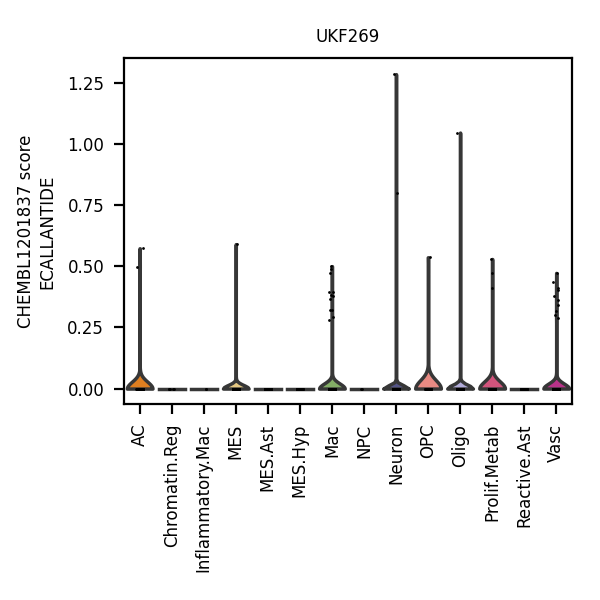 UKF269
CHEMBL1201837 score
ECALLANTIDE
1.25
1.00
0.75
0.50
0.25
0.00
AC
Chromatin.Reg
Inflammatory.Mac
MES
MES.Ast
MES.Hyp
Mac
NPC
Neuron
OPC
Oligo
Prolif.Metab
Reactive.Ast
Vasc